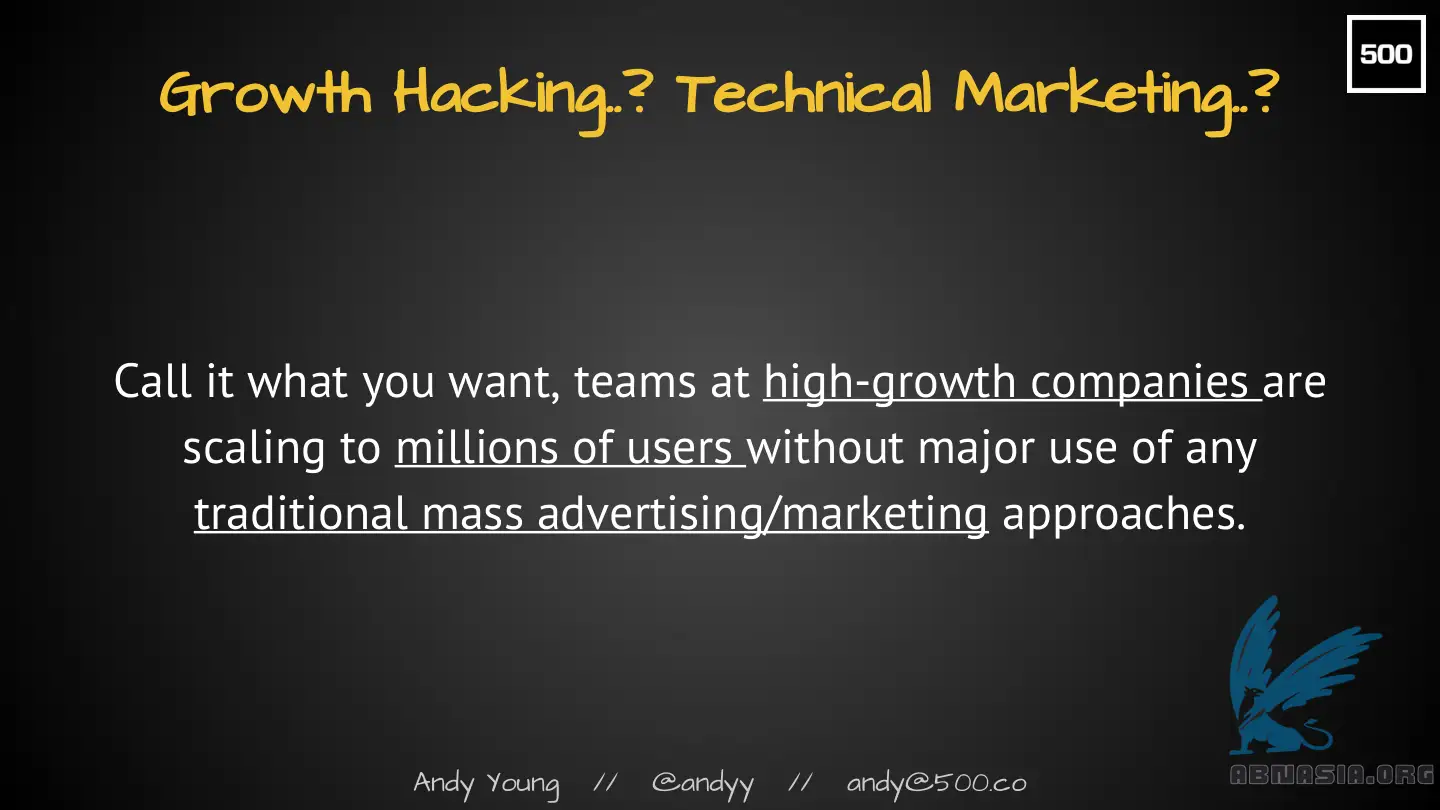 500
Growth Hacking..? Technical Marketing..?
Call it what you want, teams at high-growth companies are
scaling to millions of users without major use of any
traditional mass advertising/marketing approaches.
Andy Young // @andyy // andy@500.co
ABNASIA.ORG